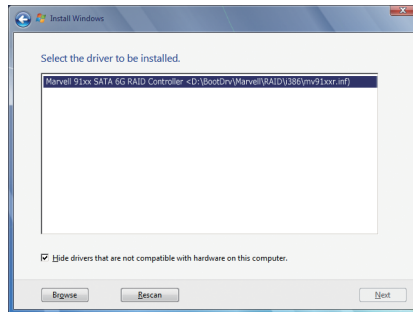 Install Windows
Select the driver to be installed.
Marvell 91xx SATA 6G RAID Controller <D:\BootDrv\Marvell\RAID\i386\mv91xxr.inf)
Hide drivers that are not compatible with hardware on this computer.
Browse Rescan Next